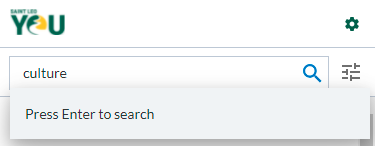 SAINT LEO
YOU
culture
Press Enter to search